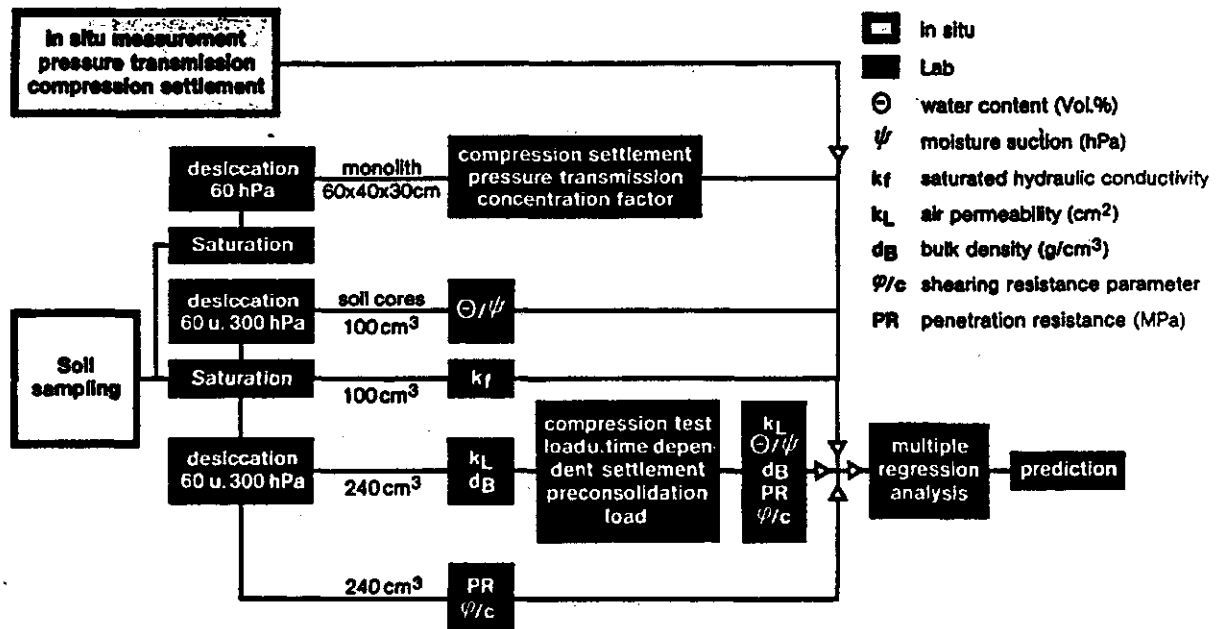 in situ measurement
pressure transmission
compression settlement
in situ
Lab
Θ water content (Vol.%)
ψ moisture suction (hPa)
kf saturated hydraulic conductivity
kL air permeability (cm²)
dB bulk density (g/cm³)
φ/c shearing resistance parameter
PR penetration resistance (MPa)
desiccation
60 hPa
monolith
60x40x30cm
compression settlement
pressure transmission
concentration factor
Saturation
desiccation
60 u. 300 hPa
soil cores
100cm³
Θ/ψ
Soil
sampling
Saturation
100cm³
kf
desiccation
60 u. 300 hPa
240cm³
kL
dB
compression test
loadu.time depen-
dent settlement
preconsolidation
load
kL
Θ/ψ
dB
PR
φ/c
multiple
regression
analysis
prediction
240cm³
PR
φ/c